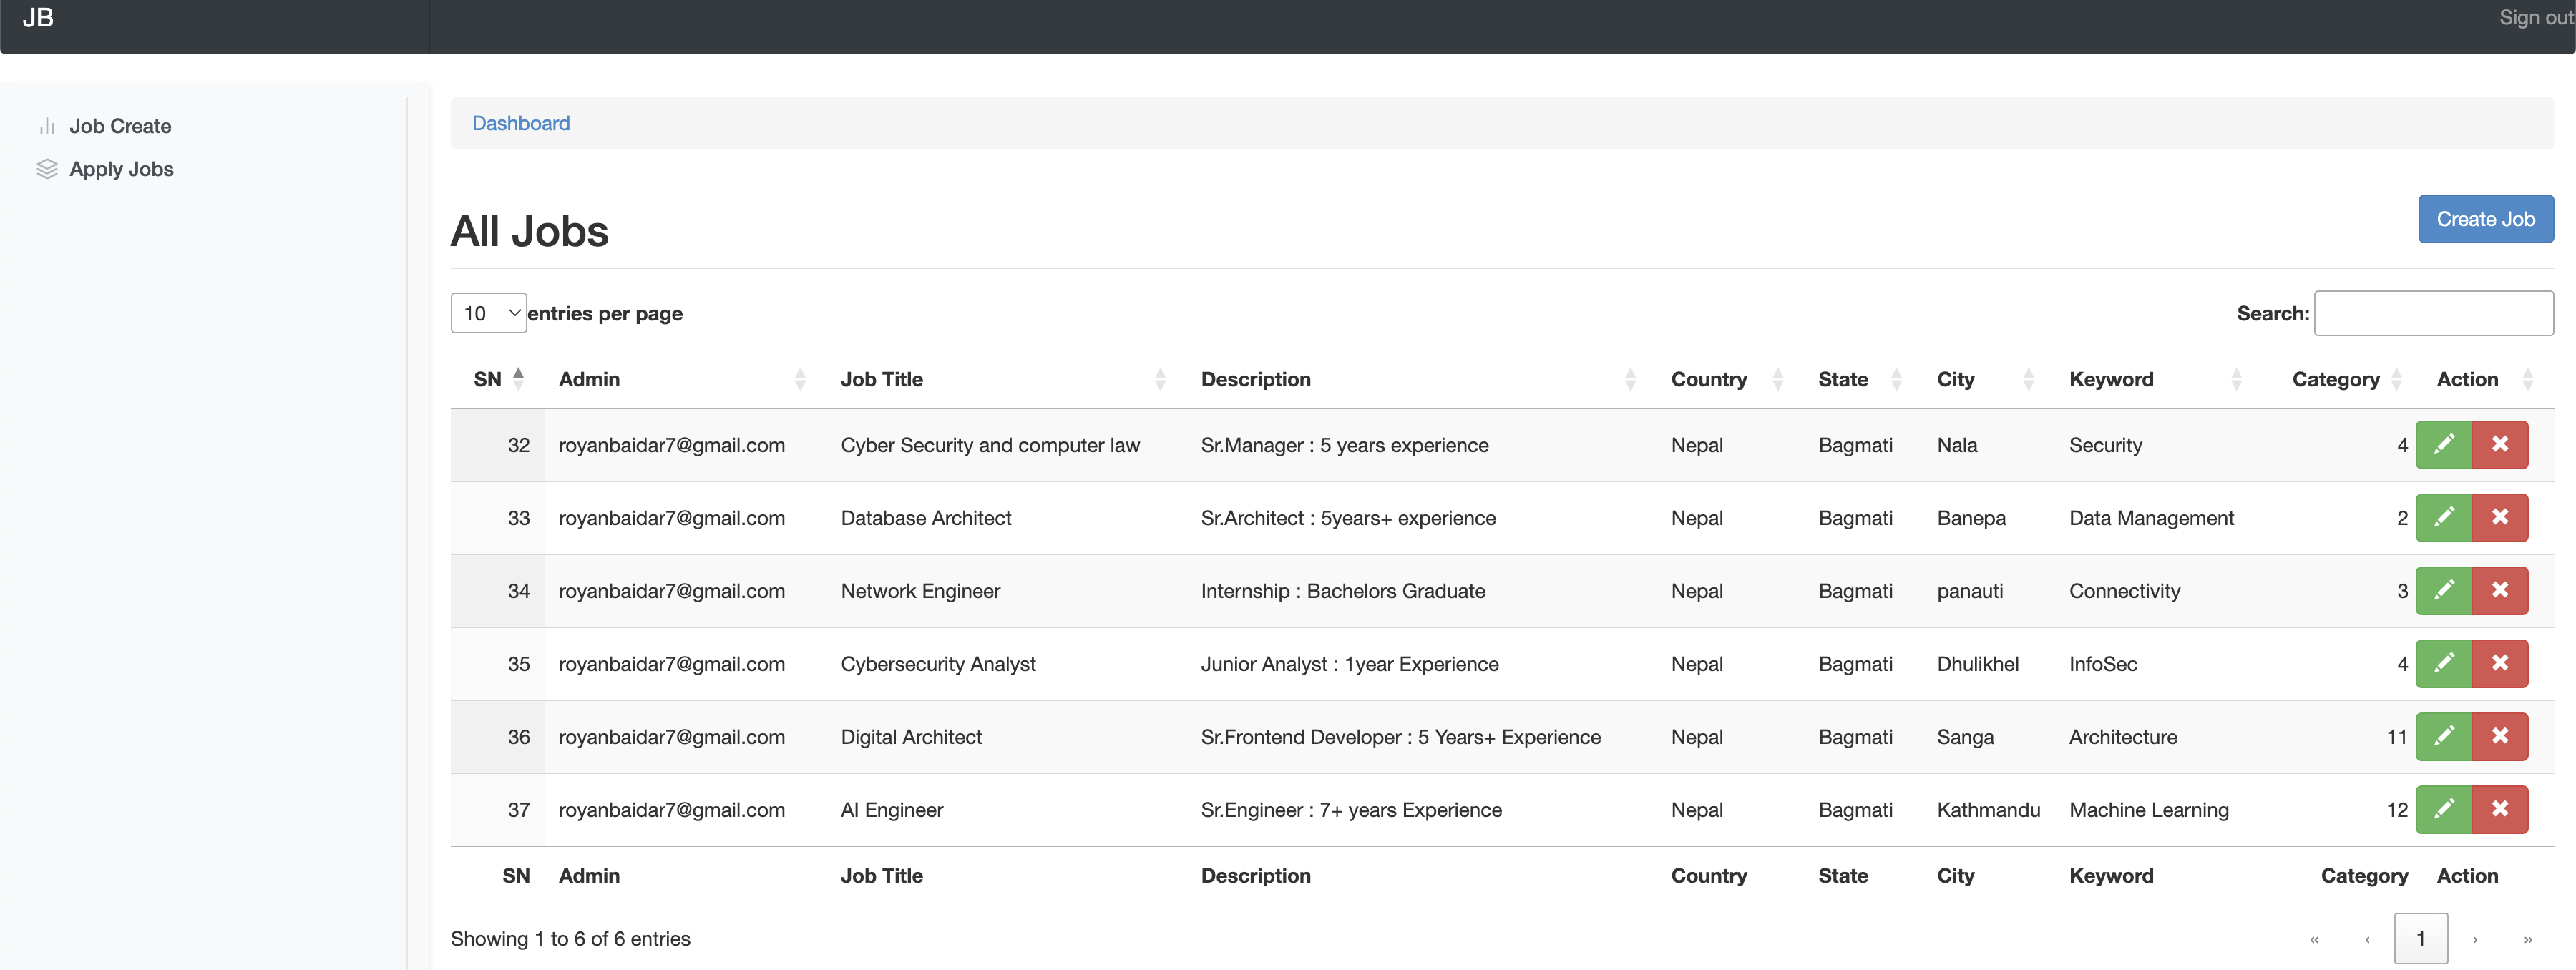 JB Sign out
Job Create
Apply Jobs
Dashboard
All Jobs Create Job
10 entries per page Search:
SN Admin Job Title Description Country State City Keyword Category Action
32 royanbaidar7@gmail.com Cyber Security and computer law Sr.Manager : 5 years experience Nepal Bagmati Nala Security 4
33 royanbaidar7@gmail.com Database Architect Sr.Architect : 5years+ experience Nepal Bagmati Banepa Data Management 2
34 royanbaidar7@gmail.com Network Engineer Internship : Bachelors Graduate Nepal Bagmati panauti Connectivity 3
35 royanbaidar7@gmail.com Cybersecurity Analyst Junior Analyst : 1year Experience Nepal Bagmati Dhulikhel InfoSec 4
36 royanbaidar7@gmail.com Digital Architect Sr.Frontend Developer : 5 Years+ Experience Nepal Bagmati Sanga Architecture 11
37 royanbaidar7@gmail.com AI Engineer Sr.Engineer : 7+ years Experience Nepal Bagmati Kathmandu Machine Learning 12
SN Admin Job Title Description Country State City Keyword Category Action
Showing 1 to 6 of 6 entries « ‹ 1 › »